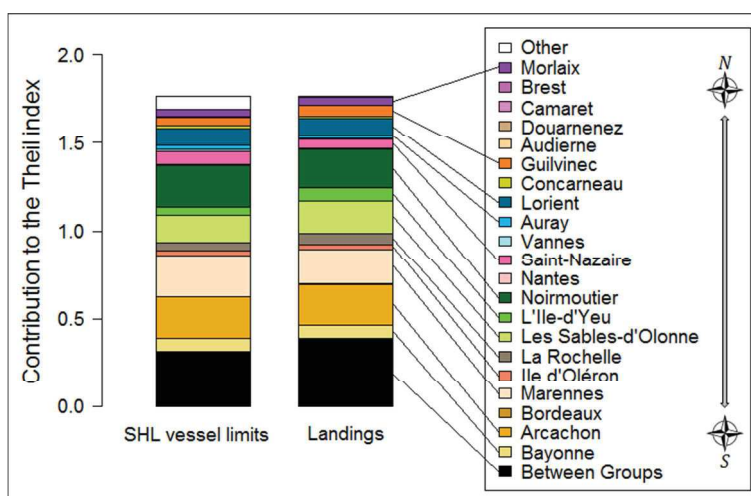 Contribution to the Theil index
2.0
1.5
1.0
0.5
0.0
SHL vessel limits
Landings
Other
Morlaix
Brest
Camaret
Douarnenez
Audierne
Guilvinec
Concarneau
Lorient
Auray
Vannes
Saint-Nazaire
Nantes
Noirmoutier
L'Ile-d'Yeu
Les Sables-d'Olonne
La Rochelle
Ile d'Oléron
Marennes
Bordeaux
Arcachon
Bayonne
Between Groups
N
S